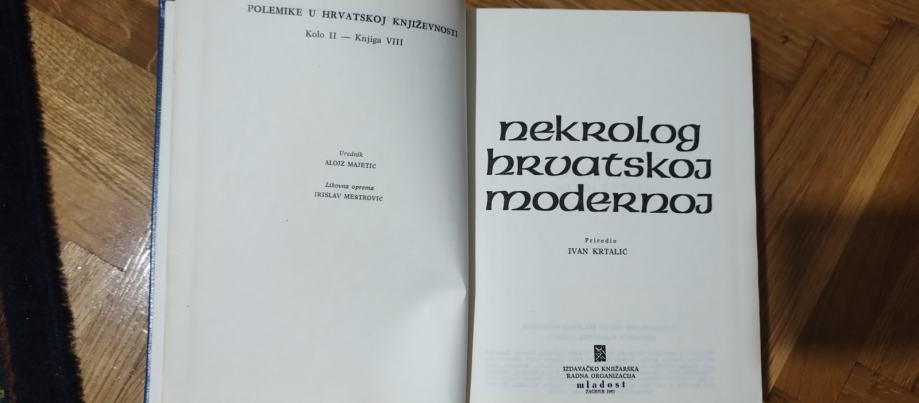 POLEMIKE U HRVATSKOJ KNJIŽEVNOSTI
Kolo II — Knjiga VIII
Urednik
ALOJZ MAJETIĆ
Likovna oprema
IRISLAV MEŠTROVIĆ
nekrolog
hrvatskoj
modernoj
Priredio
IVAN KRTALIĆ
IZDAVAČKO KNJIŽARSKA
RADNA ORGANIZACIJA
mladost
ZAGREB